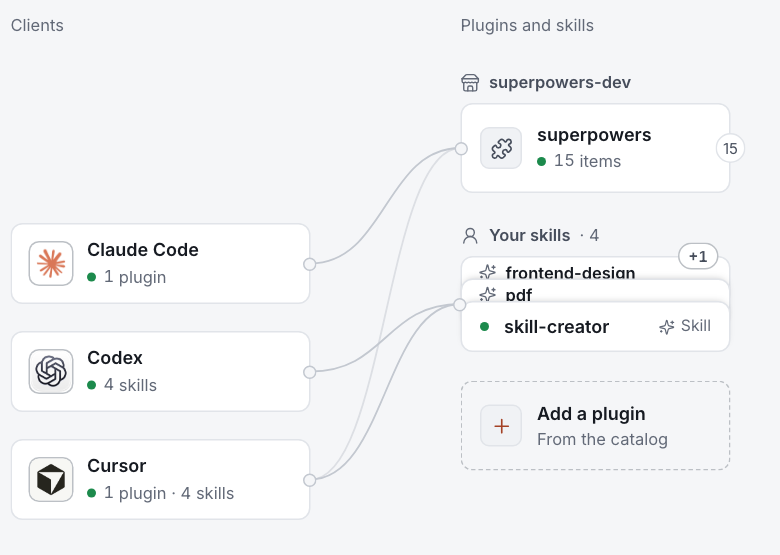 Clients
Plugins and skills
superpowers-dev
superpowers
15 items
15
Your skills · 4
+1
frontend-design
pdf
skill-creator
Skill
Add a plugin
From the catalog
Claude Code
1 plugin
Codex
4 skills
Cursor
1 plugin · 4 skills